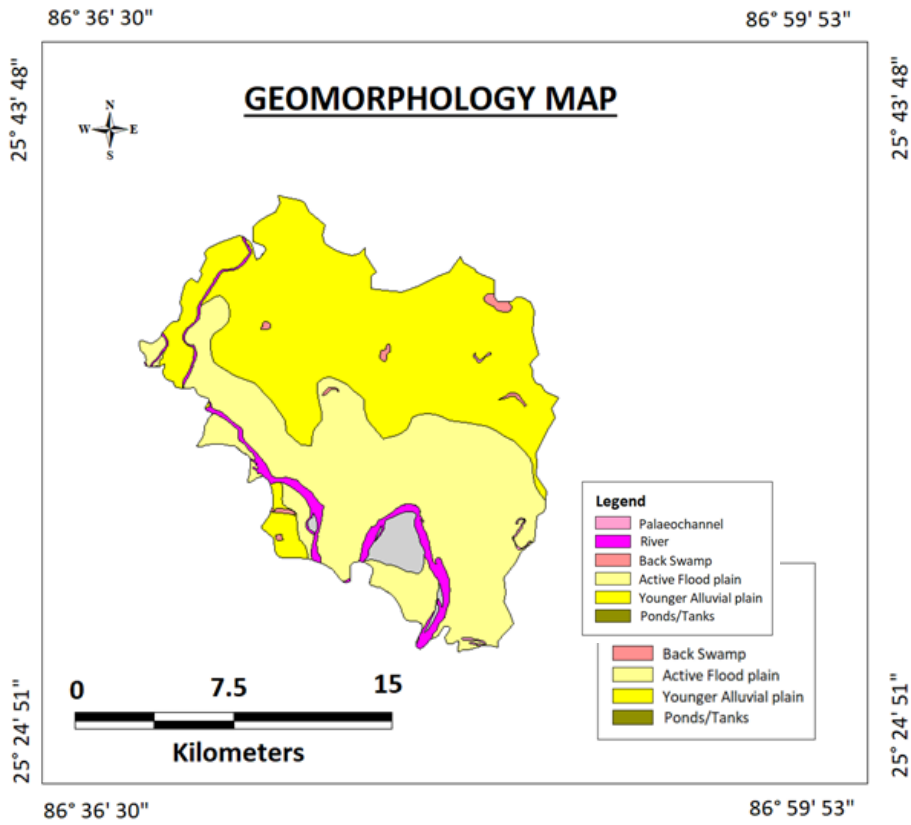 86° 36' 30"
86° 59' 53"
25° 43' 48"
25° 43' 48"
GEOMORPHOLOGY MAP
N
W E
S
Legend
Palaeochannel
River
Back Swamp
Active Flood plain
Younger Alluvial plain
Ponds/Tanks
Back Swamp
Active Flood plain
Younger Alluvial plain
Ponds/Tanks
0 7.5 15
Kilometers
25° 24' 51"
25° 24' 51"
86° 36' 30"
86° 59' 53"